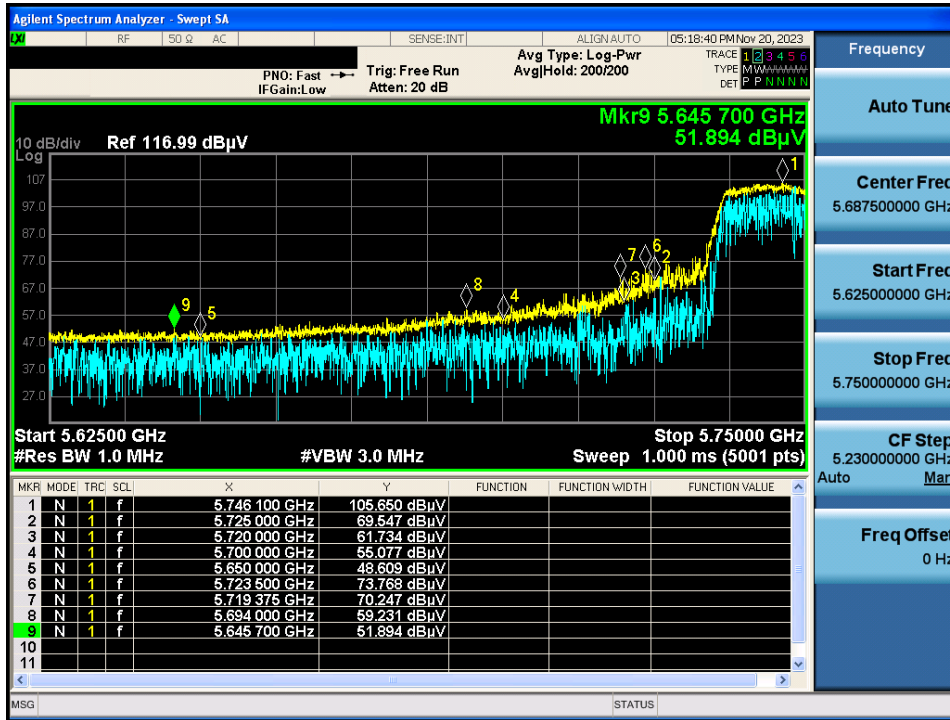 Agilent Spectrum Analyzer - Swept SA
LXI RF 50 Ω AC SENSE:INT ALIGN AUTO 05:18:40 PM Nov 20, 2023
PNO: Fast Trig: Free Run Avg Type: Log-Pwr TRACE 1 2 3 4 5 6
IFGain:Low Atten: 20 dB Avg|Hold: 200/200 TYPE M W W W W W
DET P P N N N N
Mkr9 5.645 700 GHz
51.894 dBµV
10 dB/div Ref 116.99 dBµV
Log
107
97.0
87.0
77.0
67.0
57.0
47.0
37.0
27.0
1
6
7 2
3
8
4
9
5
Start 5.62500 GHz Stop 5.75000 GHz
#Res BW 1.0 MHz #VBW 3.0 MHz Sweep 1.000 ms (5001 pts)
MKR MODE TRC SCL X Y FUNCTION FUNCTION WIDTH FUNCTION VALUE
1 N 1 f 5.746 100 GHz 105.650 dBµV
2 N 1 f 5.725 000 GHz 69.547 dBµV
3 N 1 f 5.720 000 GHz 61.734 dBµV
4 N 1 f 5.700 000 GHz 55.077 dBµV
5 N 1 f 5.650 000 GHz 48.609 dBµV
6 N 1 f 5.723 500 GHz 73.768 dBµV
7 N 1 f 5.719 375 GHz 70.247 dBµV
8 N 1 f 5.694 000 GHz 59.231 dBµV
9 N 1 f 5.645 700 GHz 51.894 dBµV
10
11
MSG STATUS
Frequency
Auto Tune
Center Freq
5.687500000 GHz
Start Freq
5.625000000 GHz
Stop Freq
5.750000000 GHz
CF Step
5.230000000 GHz
Auto Man
Freq Offset
0 Hz